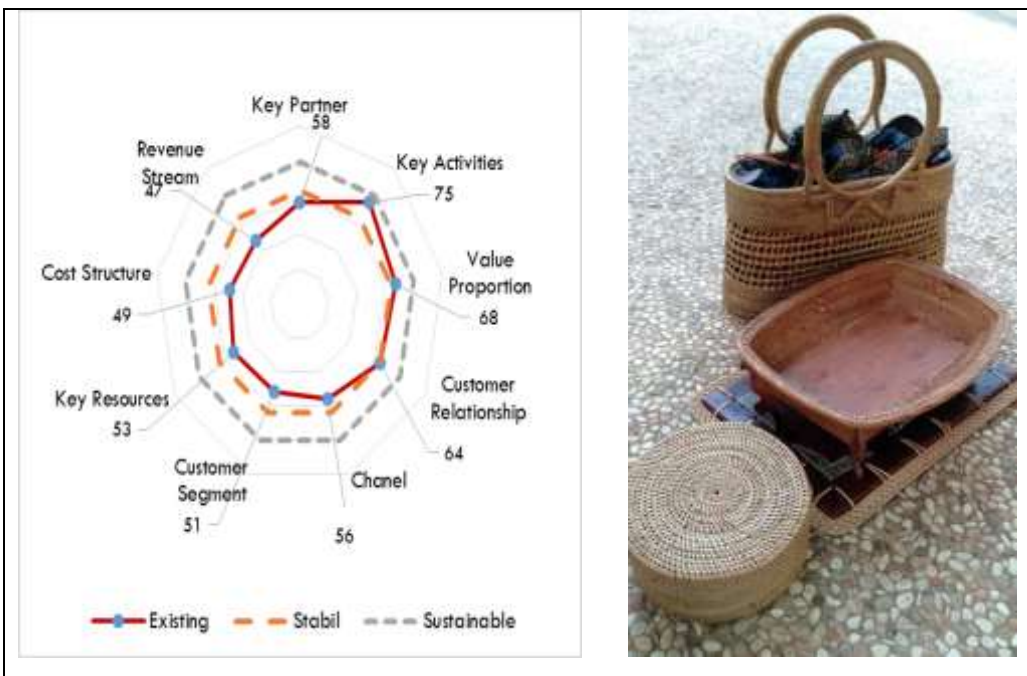 Key Partner
58
Key Activities
75
Value
Proportion
68
Customer
Relationship
64
Chanel
56
Customer
Segment
51
Key Resources
53
Cost Structure
49
Revenue
Stream
47
Existing
Stabil
Sustainable